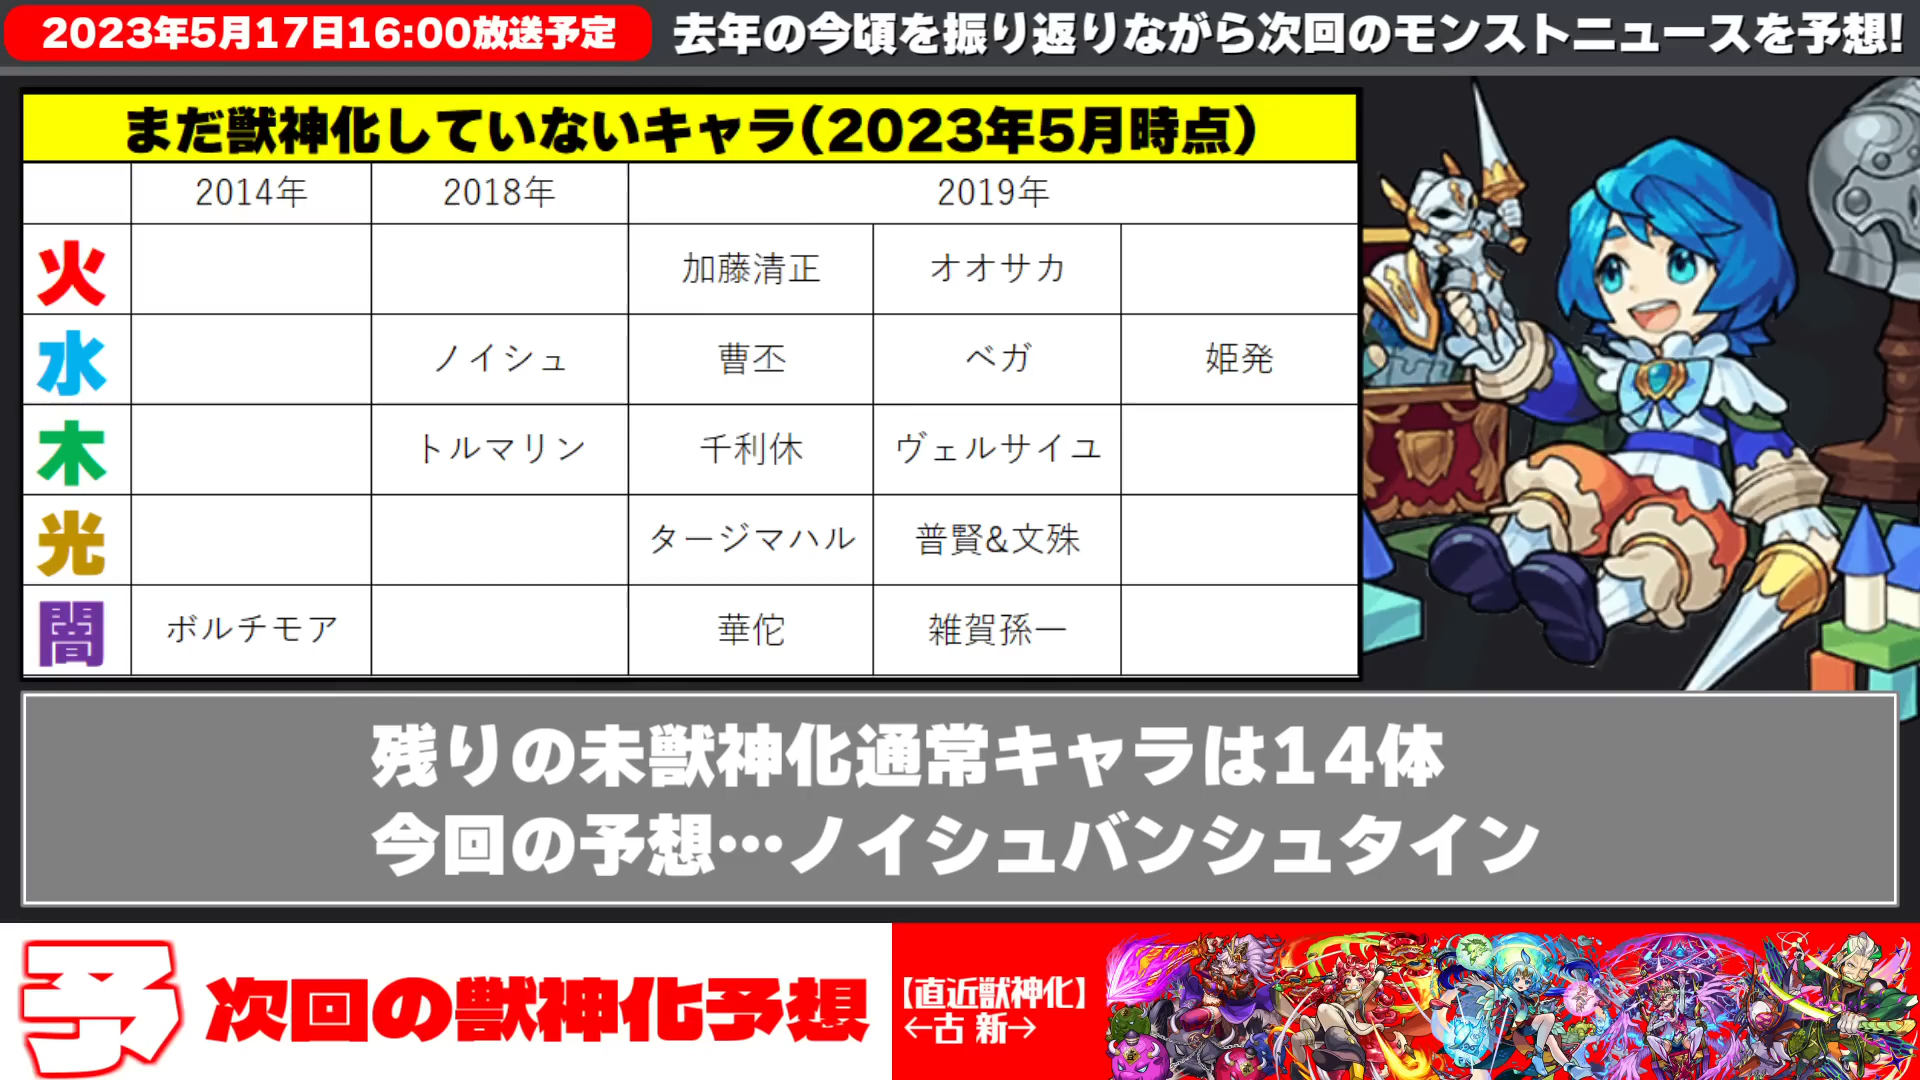 2023年5月17日16:00放送予定
去年の今頃を振り返りながら次回のモンストニュースを予想!
まだ獣神化していないキャラ(2023年5月時点)
2014年 2018年 2019年
火 加藤清正 オオサカ
水 ノイシュ 曹丕 ベガ 姫発
木 トルマリン 千利休 ヴェルサイユ
光 タージマハル 普賢&文殊
闇 ボルチモア 華佗 雑賀孫一
残りの未獣神化通常キャラは14体
今回の予想…ノイシュバンシュタイン
予 次回の獣神化予想
【直近獣神化】
←古 新→